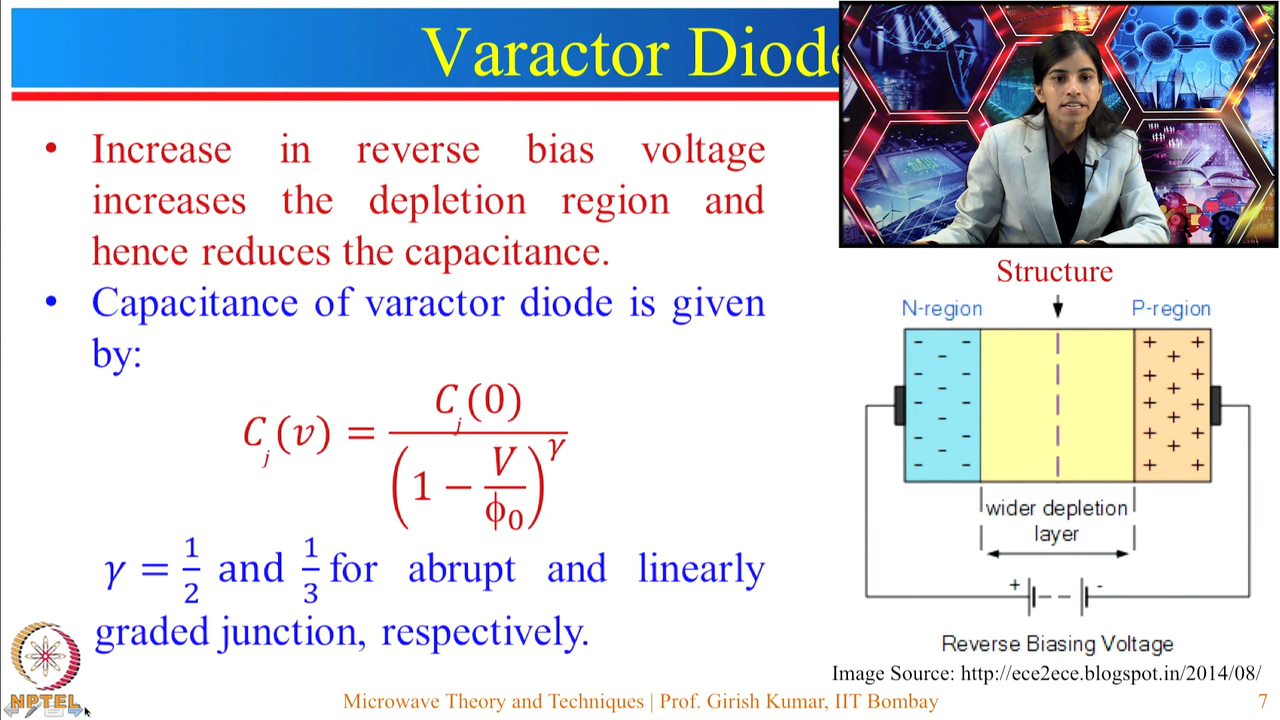 Varactor Diode
• Increase in reverse bias voltage
increases the depletion region and
hence reduces the capacitance.
• Capacitance of varactor diode is given
by:
C_j(v) = C_j(0) / (1 − V/ϕ₀)^γ
γ = 1/2 and 1/3 for abrupt and linearly
graded junction, respectively.
Structure
N-region P-region
wider depletion
layer
+ -
Reverse Biasing Voltage
Image Source: http://ece2ece.blogspot.in/2014/08/
NPTEL
Microwave Theory and Techniques | Prof. Girish Kumar, IIT Bombay
7